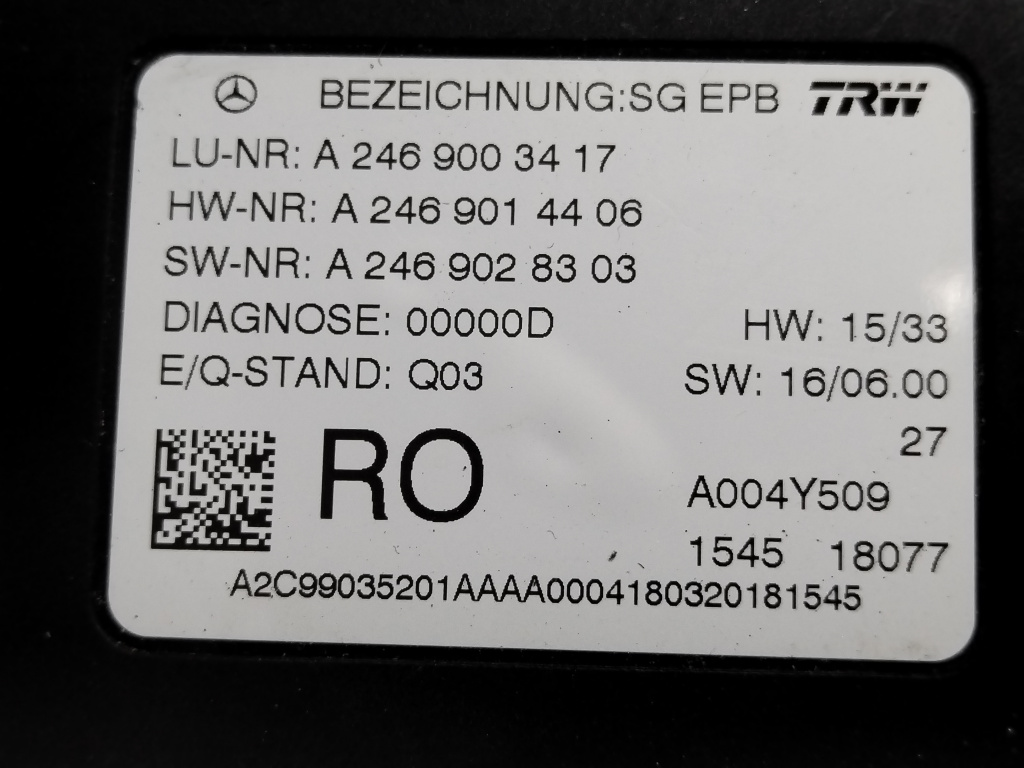 BEZEICHNUNG:SG EPB TRW
LU-NR: A 246 900 34 17
HW-NR: A 246 901 44 06
SW-NR: A 246 902 83 03
DIAGNOSE: 00000D HW: 15/33
E/Q-STAND: Q03 SW: 16/06.00
27
RO A004Y509
1545 18077
A2C99035201AAAA0004180320181545